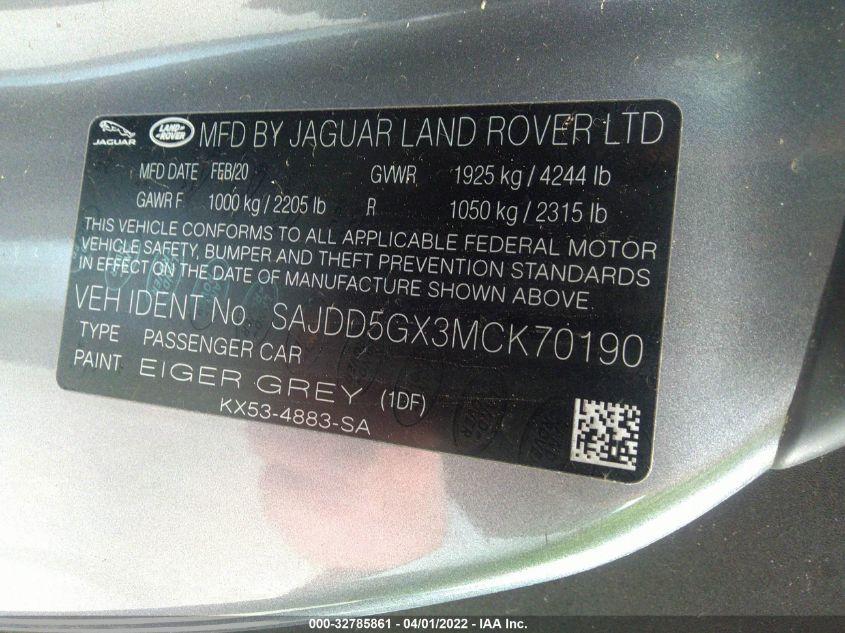 JAGUAR LAND ROVER MFD BY JAGUAR LAND ROVER LTD
MFD DATE FEB/20 GVWR 1925 kg / 4244 lb
GAWR F 1000 kg / 2205 lb R 1050 kg / 2315 lb
THIS VEHICLE CONFORMS TO ALL APPLICABLE FEDERAL MOTOR
VEHICLE SAFETY, BUMPER AND THEFT PREVENTION STANDARDS
IN EFFECT ON THE DATE OF MANUFACTURE SHOWN ABOVE.
VEH IDENT No. SAJDD5GX3MCK70190
TYPE PASSENGER CAR
PAINT EIGER GREY (1DF)
KX53-4883-SA
000-32785861 - 04/01/2022 - IAA Inc.